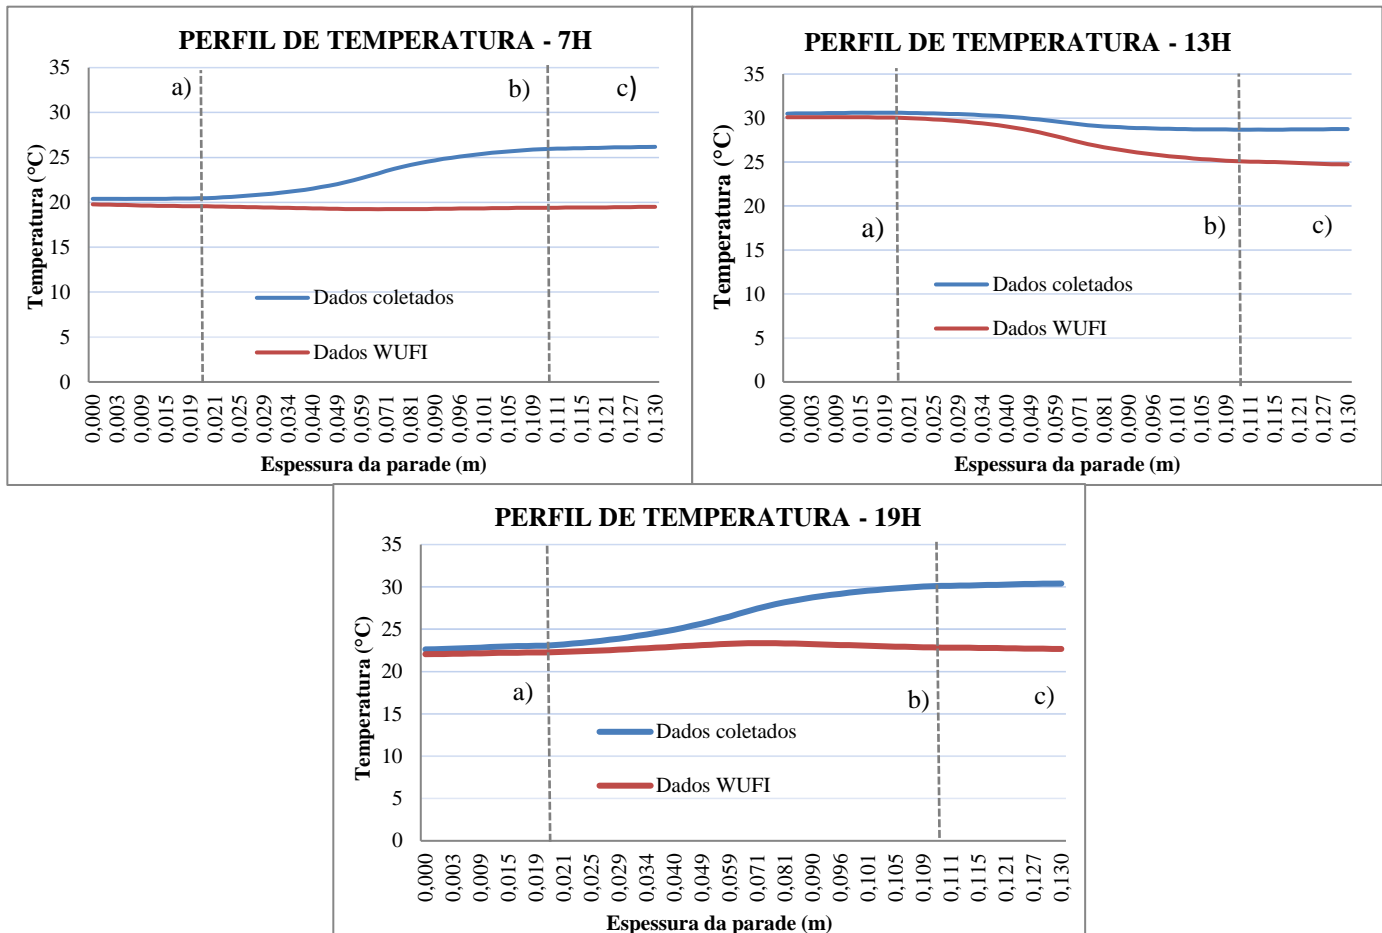 PERFIL DE TEMPERATURA - 7H
35
30
25
20
15
10
5
0
Temperatura (°C)
a)
b)
c)
Dados coletados
Dados WUFI
0,000 0,003 0,009 0,015 0,019 0,021 0,025 0,029 0,034 0,040 0,049 0,059 0,071 0,081 0,090 0,096 0,101 0,105 0,109 0,111 0,115 0,121 0,127 0,130
Espessura da parade (m)
PERFIL DE TEMPERATURA - 13H
35
30
25
20
15
10
5
0
Temperatura (°C)
a)
b)
c)
Dados coletados
Dados WUFI
0,000 0,003 0,009 0,015 0,019 0,021 0,025 0,029 0,034 0,040 0,049 0,059 0,071 0,081 0,090 0,096 0,101 0,105 0,109 0,111 0,115 0,121 0,127 0,130
Espessura da parade (m)
PERFIL DE TEMPERATURA - 19H
35
30
25
20
15
10
5
0
Temperatura (°C)
a)
b)
c)
Dados coletados
Dados WUFI
0,000 0,003 0,009 0,015 0,019 0,021 0,025 0,029 0,034 0,040 0,049 0,059 0,071 0,081 0,090 0,096 0,101 0,105 0,109 0,111 0,115 0,121 0,127 0,130
Espessura da parade (m)